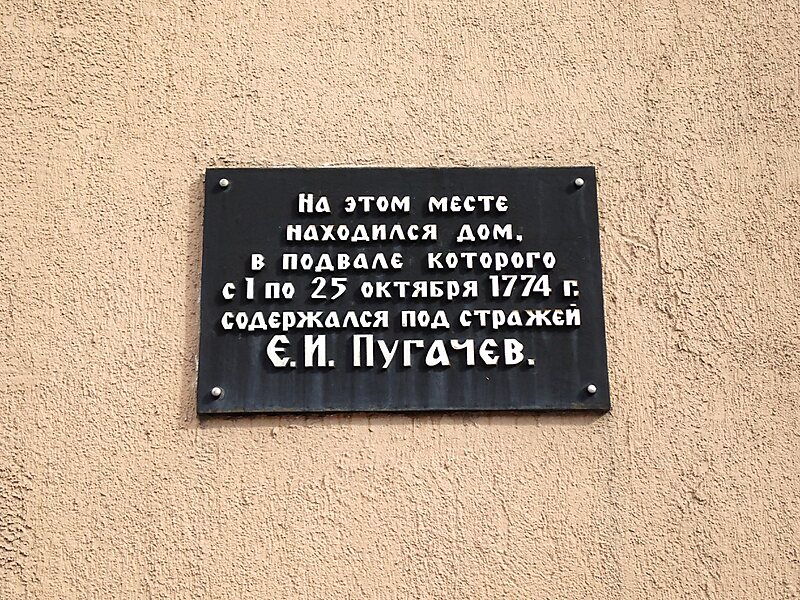 На этом месте
находился дом,
в подвале которого
с 1 по 25 октября 1774 г.
содержался под стражей
Е.И. Пугачев.